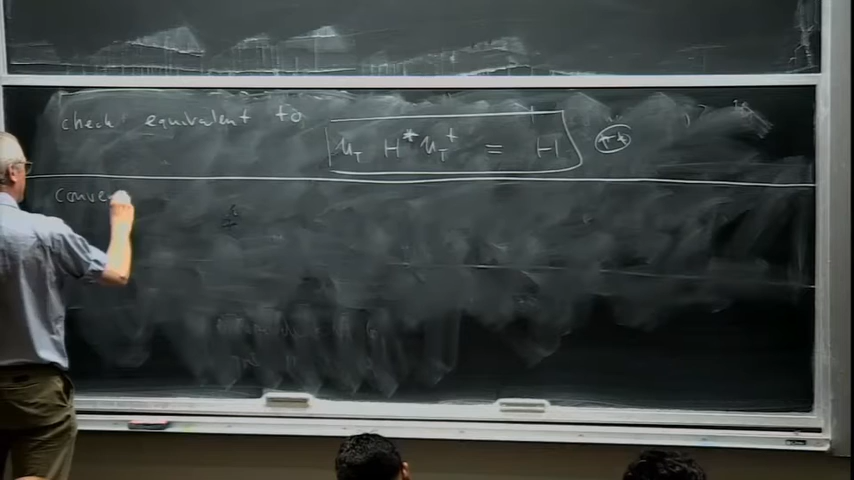 check equivalent to U_T H^* U_T^† = H (**)
Conve